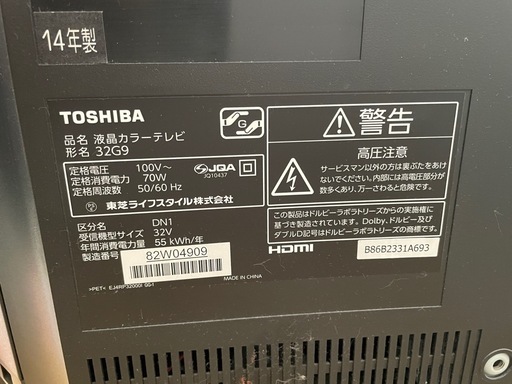 14年製
TOSHIBA
品名 液晶カラーテレビ
形名 32G9
定格電圧 100V～
定格消費電力 70W
定格周波数 50/60 Hz
JQA
JQ10437
東芝ライフスタイル株式会社
区分名 DN1
受信機型サイズ 32V
年間消費電力量 55 kWh/年
製造番号
82W04909
MADE IN CHINA
G
警告
高圧注意
サービスマン以外の方は裏ぶたをあけ
ないでください。内部には高電圧部分が
数多くあり、万一さわると危険です。
この製品はドルビーラボラトリーズからの実施権に
基づき製造されています。Dolby、ドルビー及び
ダブルD記号はドルビーラボラトリーズの商標です。
HDMI
B86B2331A693